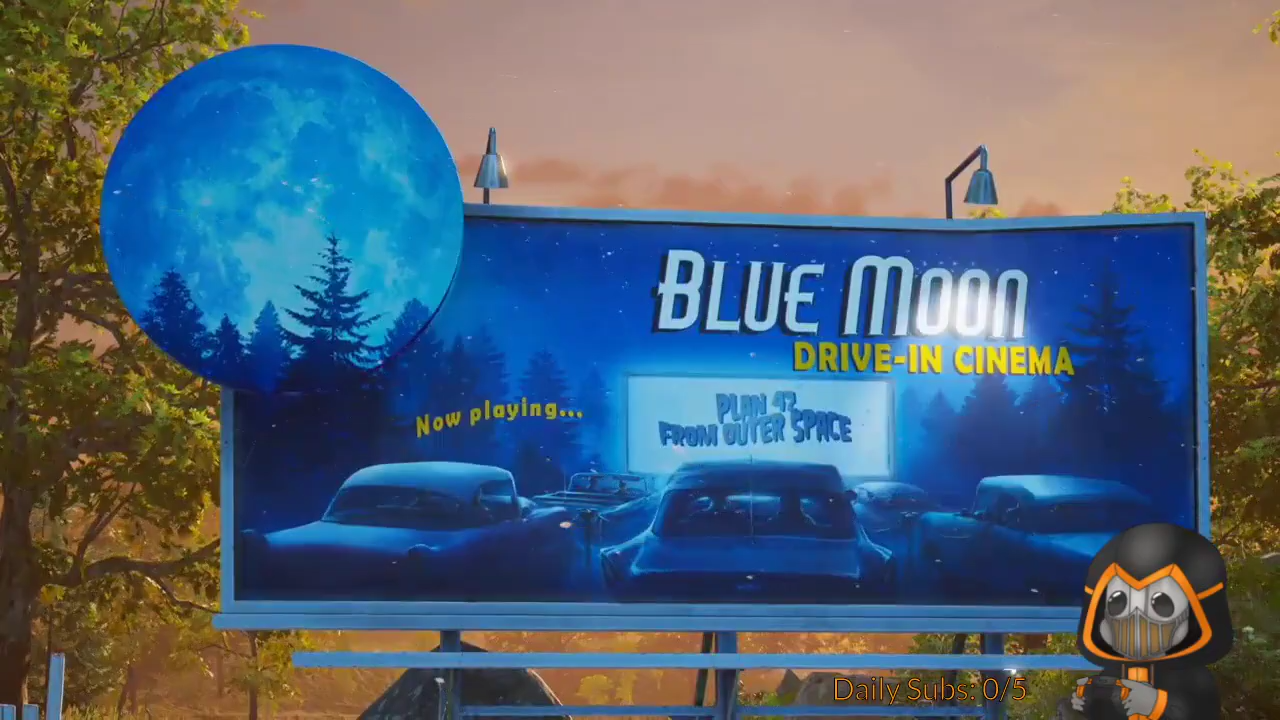 BLUE MOON
DRIVE-IN CINEMA
Now playing...
PLAN 42
FROM OUTER SPACE
Daily Subs: 0/5